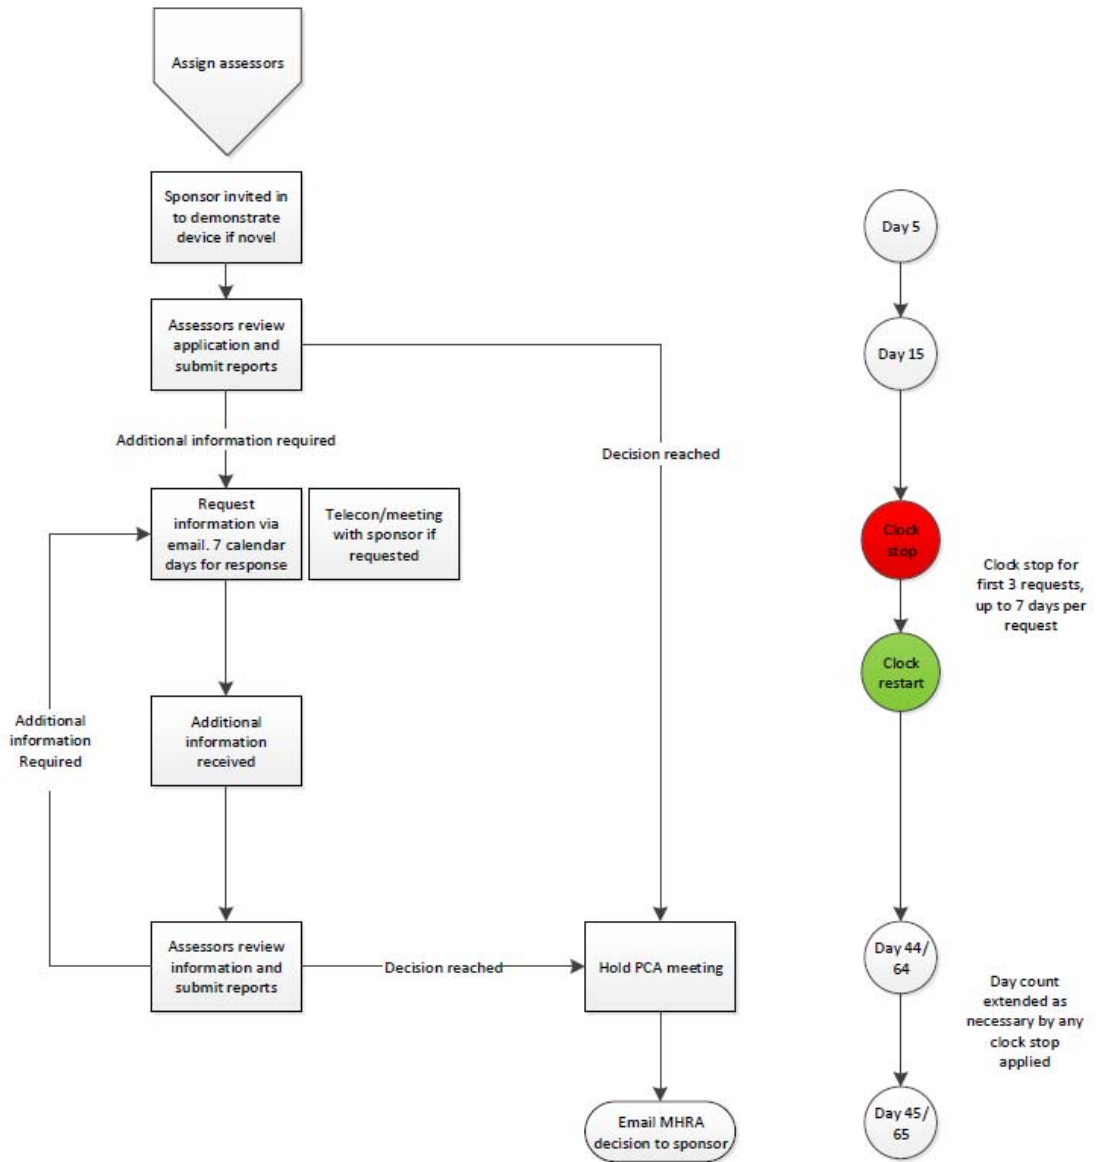 Assign assessors
Sponsor invited in
to demonstrate
device if novel
Day 5
Assessors review
application and
submit reports
Day 15
Additional information required
Decision reached
Request
information via
email. 7 calendar
days for response
Telecon/meeting
with sponsor if
requested
Clock
stop
Clock stop for
first 3 requests,
up to 7 days per
request
Clock
restart
Additional
information
Required
Additional
information
received
Assessors review
information and
submit reports
Decision reached
Hold PCA meeting
Day 44/
64
Day count
extended as
necessary by any
clock stop
applied
Email MHRA
decision to sponsor
Day 45/
65